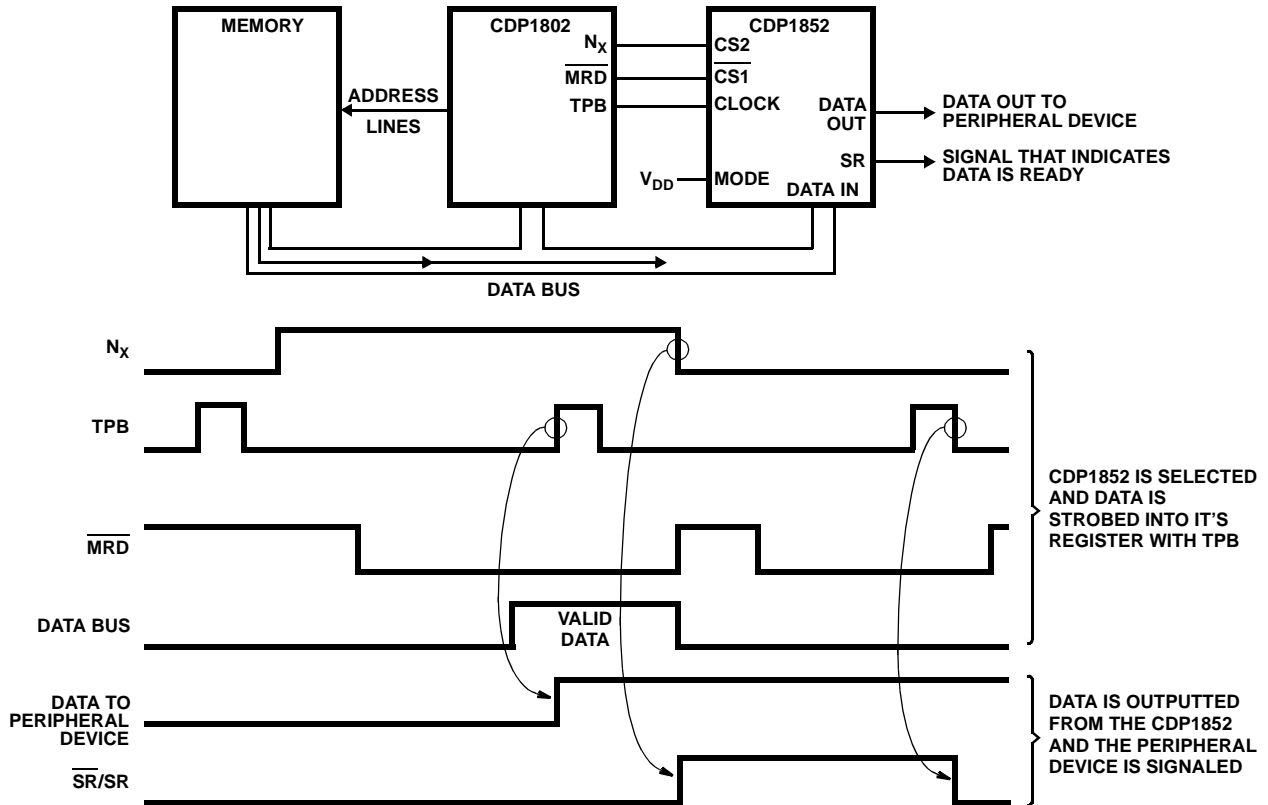 MEMORY
CDP1802
CDP1852
NX
CS2
MRD
CS1
TPB
CLOCK
ADDRESS
LINES
DATA
OUT
DATA OUT TO
PERIPHERAL DEVICE
SR
SIGNAL THAT INDICATES
DATA IS READY
VDD
MODE
DATA IN
DATA BUS
NX
TPB
MRD
DATA BUS
VALID
DATA
CDP1852 IS SELECTED
AND DATA IS
STROBED INTO IT'S
REGISTER WITH TPB
DATA TO
PERIPHERAL
DEVICE
SR/SR
DATA IS OUTPUTTED
FROM THE CDP1852
AND THE PERIPHERAL
DEVICE IS SIGNALED